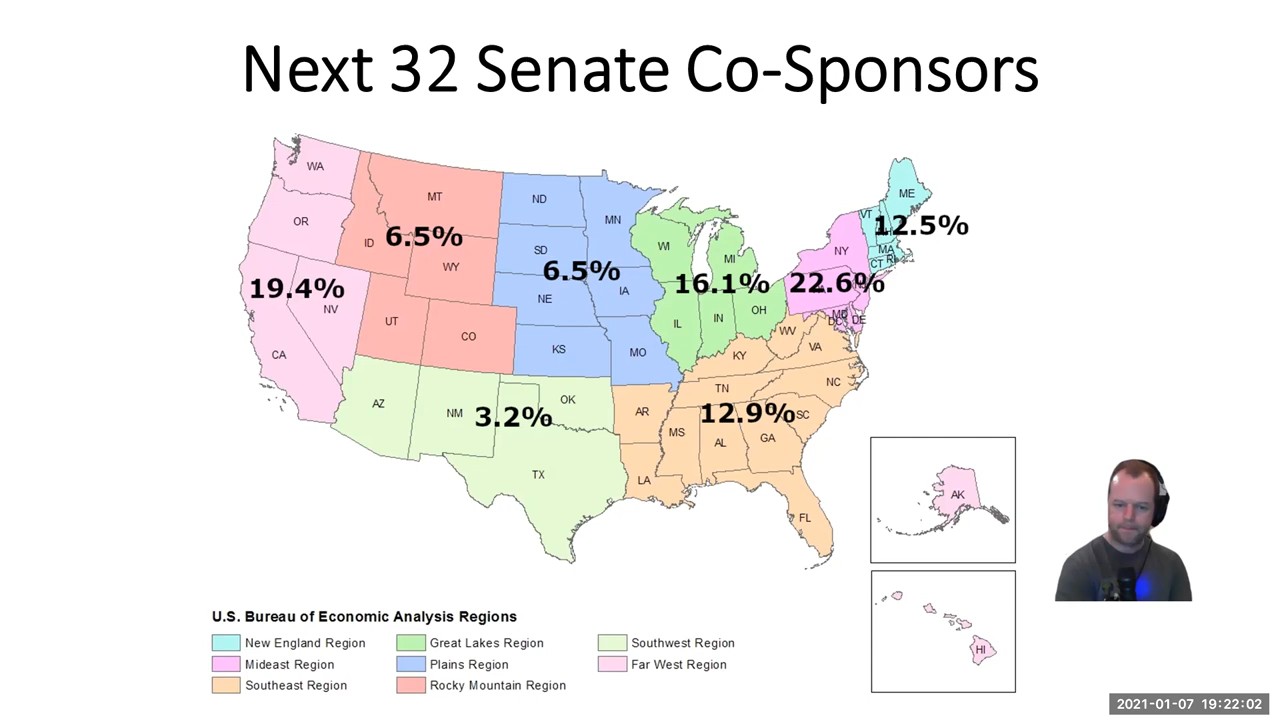 Next 32 Senate Co-Sponsors
WA
MT
ND
MN
ME
VT
12.5%
OR
ID
6.5%
SD
WI
MI
NY
MA
CT
RI
WY
6.5%
19.4%
NV
NE
IA
16.1%
22.6%
UT
CO
IL
IN
OH
MD
DC
DE
CA
KS
MO
KY
WV
VA
AZ
NM
3.2%
OK
AR
TN
NC
12.9%
SC
MS
AL
GA
TX
LA
FL
AK
HI
U.S. Bureau of Economic Analysis Regions
New England Region
Great Lakes Region
Southwest Region
Mideast Region
Plains Region
Far West Region
Southeast Region
Rocky Mountain Region
2021-01-07 19:22:02